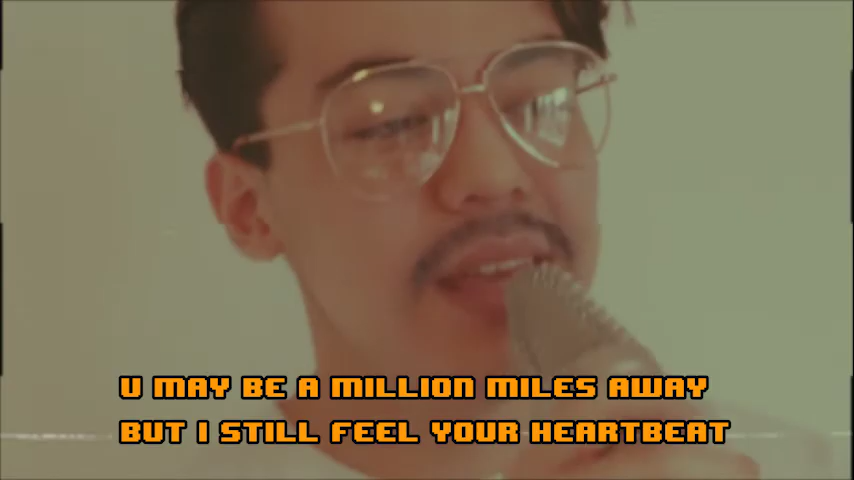 U MAY BE A MILLION MILES AWAY
BUT I STILL FEEL YOUR HEARTBEAT